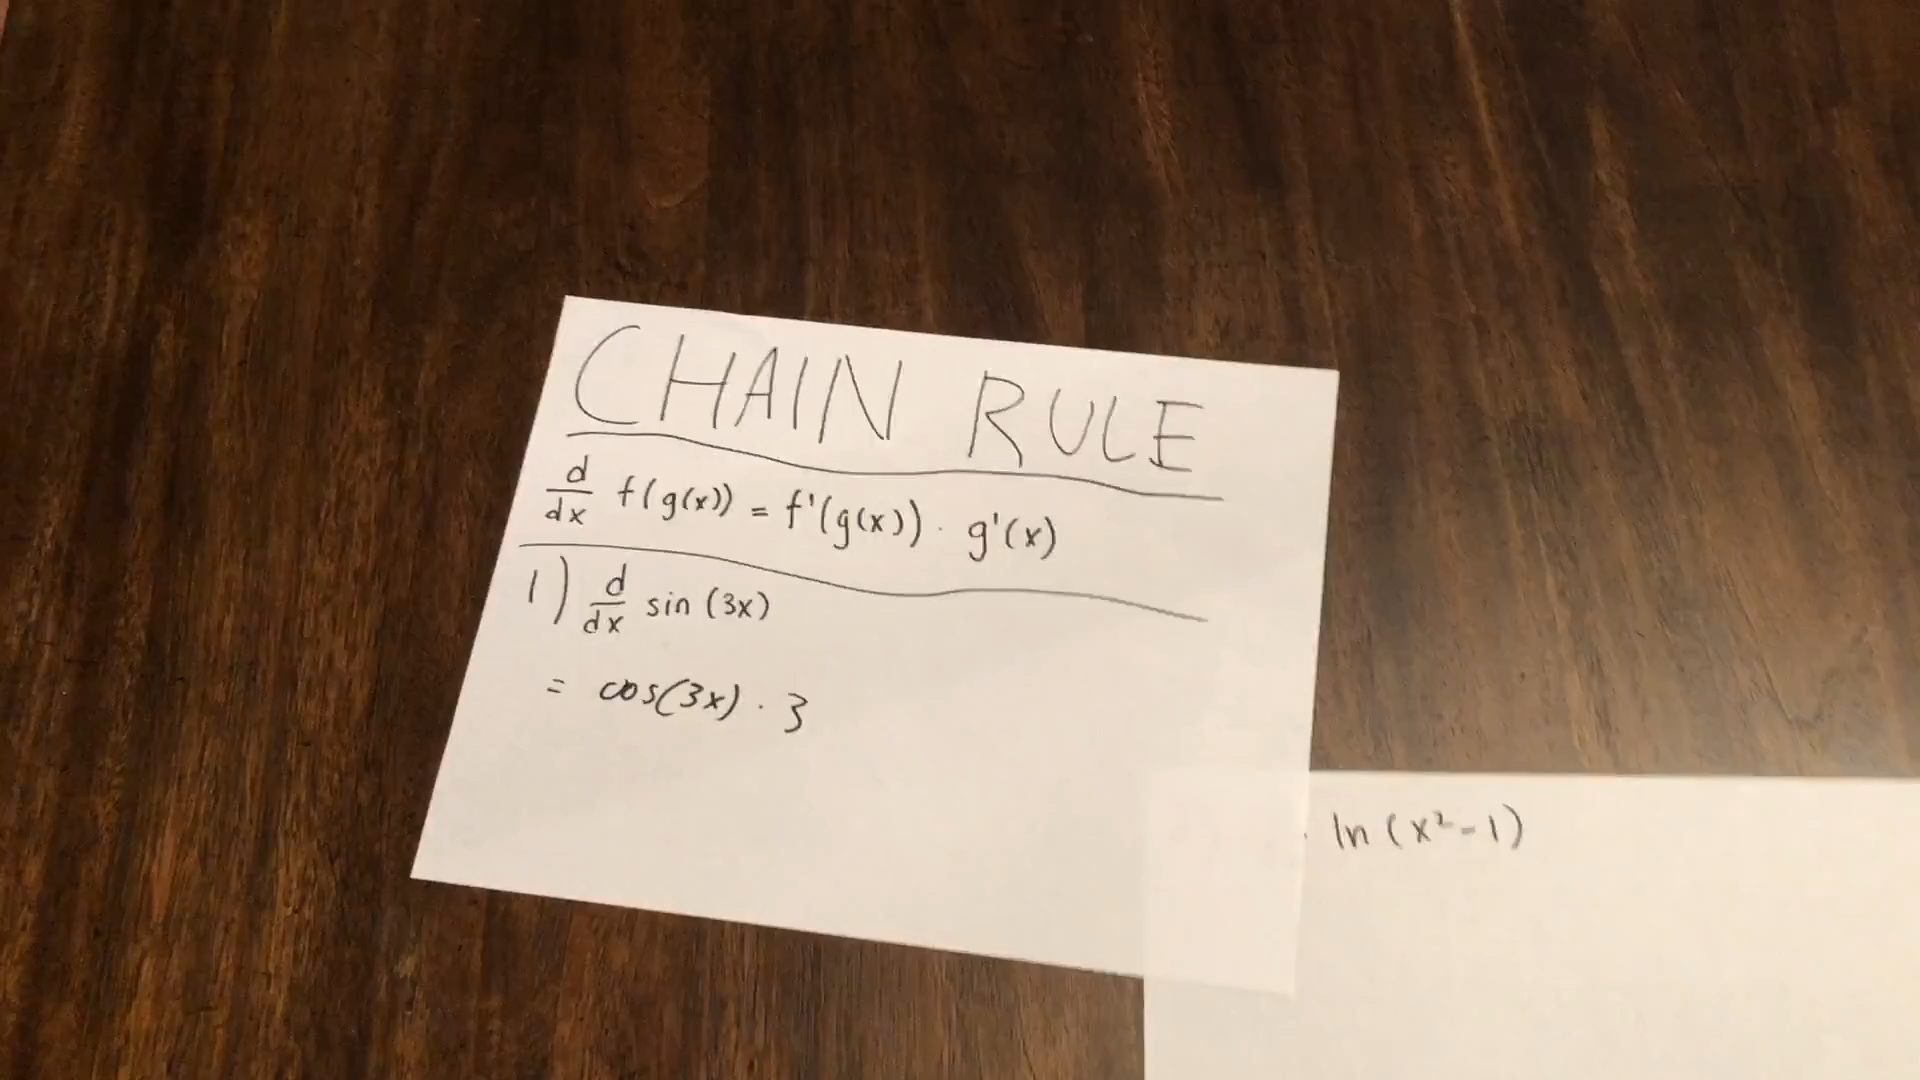 CHAIN RULE
d/dx f(g(x)) = f'(g(x)) · g'(x)
1) d/dx sin (3x)
= cos(3x) · 3
· ln (x²-1)